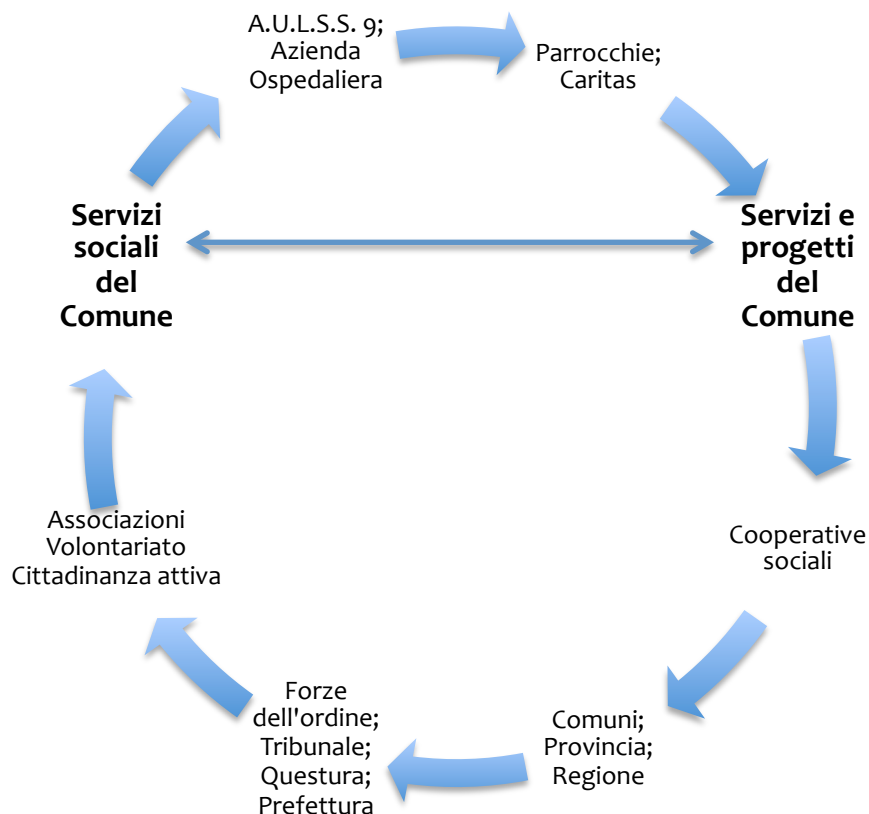 A.U.L.S.S. 9;
Azienda
Ospedaliera
Parrocchie;
Caritas
Servizi
sociali
del
Comune
Servizi e
progetti
del
Comune
Cooperative
sociali
Comuni;
Provincia;
Regione
Forze
dell'ordine;
Tribunale;
Questura;
Prefettura
Associazioni
Volontariato
Cittadinanza attiva